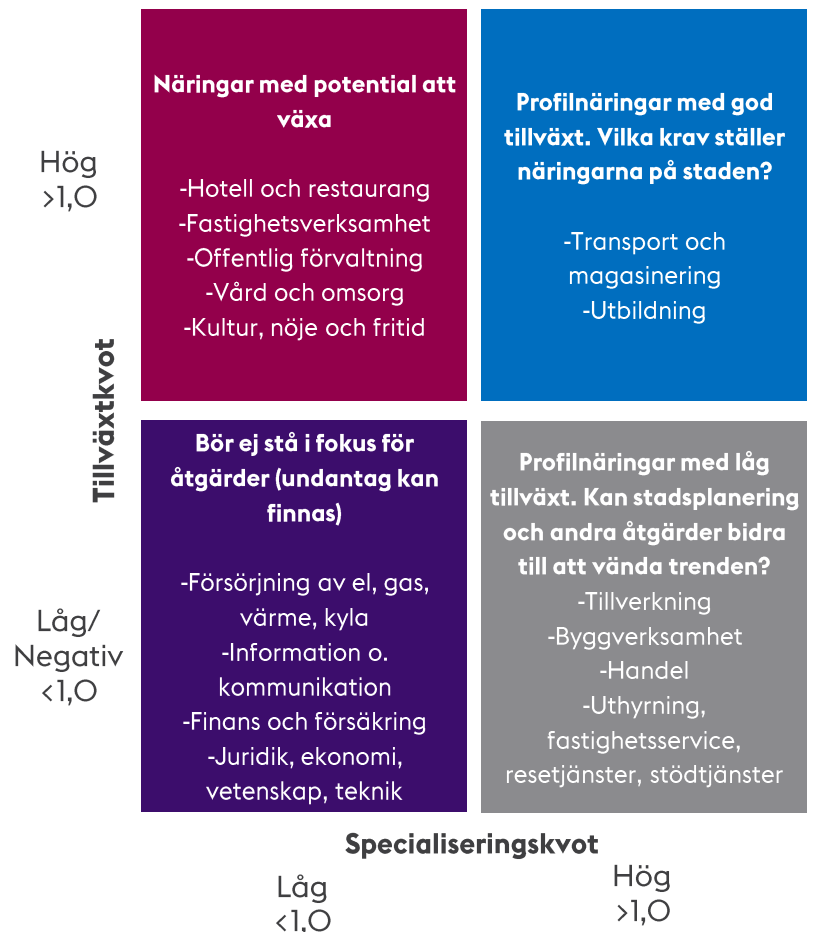 Näringar med potential att
växa
-Hotell och restaurang
-Fastighetsverksamhet
-Offentlig förvaltning
-Vård och omsorg
-Kultur, nöje och fritid
Profilnäringar med god
tillväxt. Vilka krav ställer
näringarna på staden?
-Transport och
magasinering
-Utbildning
Hög
>1,0
Tillväxtkvot
Bör ej stå i fokus för
åtgärder (undantag kan
finnas)
-Försörjning av el, gas,
värme, kyla
-Information o.
kommunikation
-Finans och försäkring
-Juridik, ekonomi,
vetenskap, teknik
Profilnäringar med låg
tillväxt. Kan stadsplanering
och andra åtgärder bidra
till att vända trenden?
-Tillverkning
-Byggverksamhet
-Handel
-Uthyrning,
fastighetsservice,
resetjänster, stödtjänster
Låg/
Negativ
<1,0
Specialiseringskvot
Låg
<1,0
Hög
>1,0